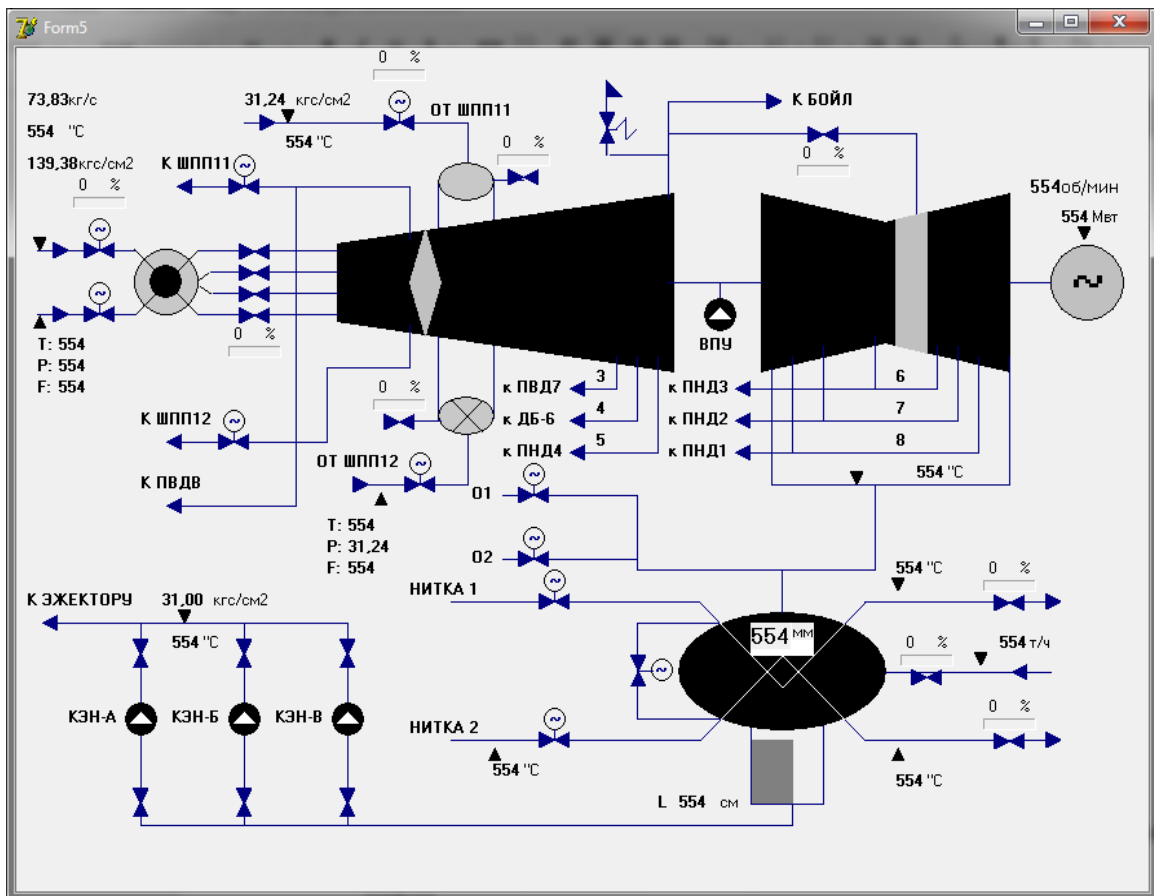 Form5
0 %
73,83кг/с
31,24 кгс/см2
К БОЙЛ
ОТ ШПП11
554 "С
554 "С
0 %
0 %
139,38кгс/см2
К ШПП11
0 %
554об/мин
554 Мвт
ВПУ
0 %
T: 554
P: 554
F: 554
к ПВД7
3
к ПНД3
6
0 %
к ДБ-6
4
к ПНД2
7
К ШПП12
к ПНД4
5
к ПНД1
8
ОТ ШПП12
554 "С
К ПВДВ
О1
T: 554
P: 31,24
F: 554
О2
554 "С
0 %
НИТКА 1
К ЭЖЕКТОРУ
31,00 кгс/см2
554 "С
554 мм
0 %
554 т/ч
КЭН-А
КЭН-Б
КЭН-В
НИТКА 2
0 %
554 "С
554 "С
L 554 см